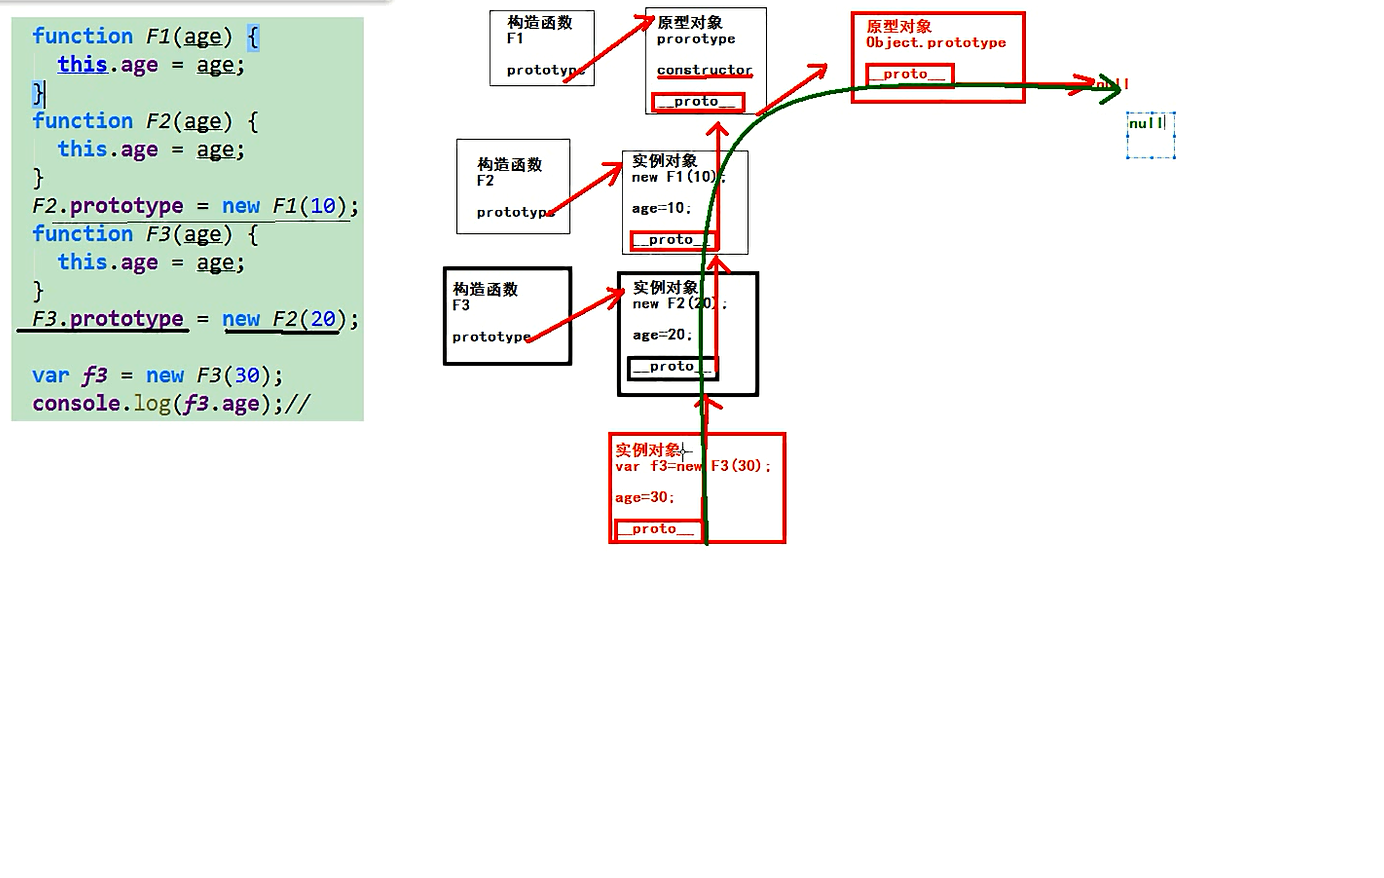 function F1(age) {
this.age = age;
}
function F2(age) {
this.age = age;
}
F2.prototype = new F1(10);
function F3(age) {
this.age = age;
}
F3.prototype = new F2(20);
var f3 = new F3(30);
console.log(f3.age);//
构造函数
F1
prototype
原型对象
prorotype
constructor
__proto__
原型对象
Object.prototype
__proto__
null
null
构造函数
F2
prototype
实例对象
new F1(10);
age=10;
__proto__
构造函数
F3
prototype
实例对象
new F2(20);
age=20;
__proto__
实例对象
var f3=new F3(30);
age=30;
__proto__